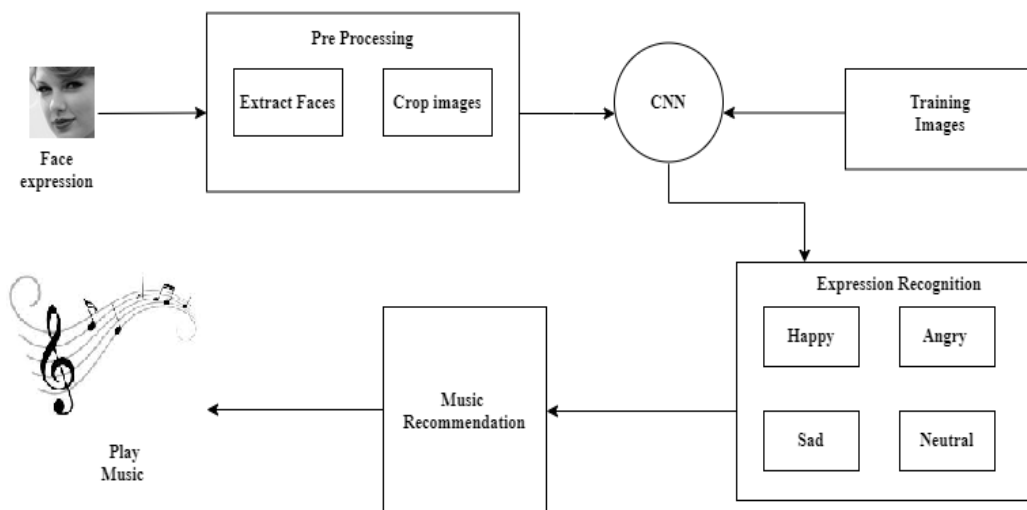 Pre Processing
Extract Faces
Crop images
CNN
Training
Images
Face
expression
Expression Recognition
Happy
Angry
Sad
Neutral
Music
Recommendation
Play
Music